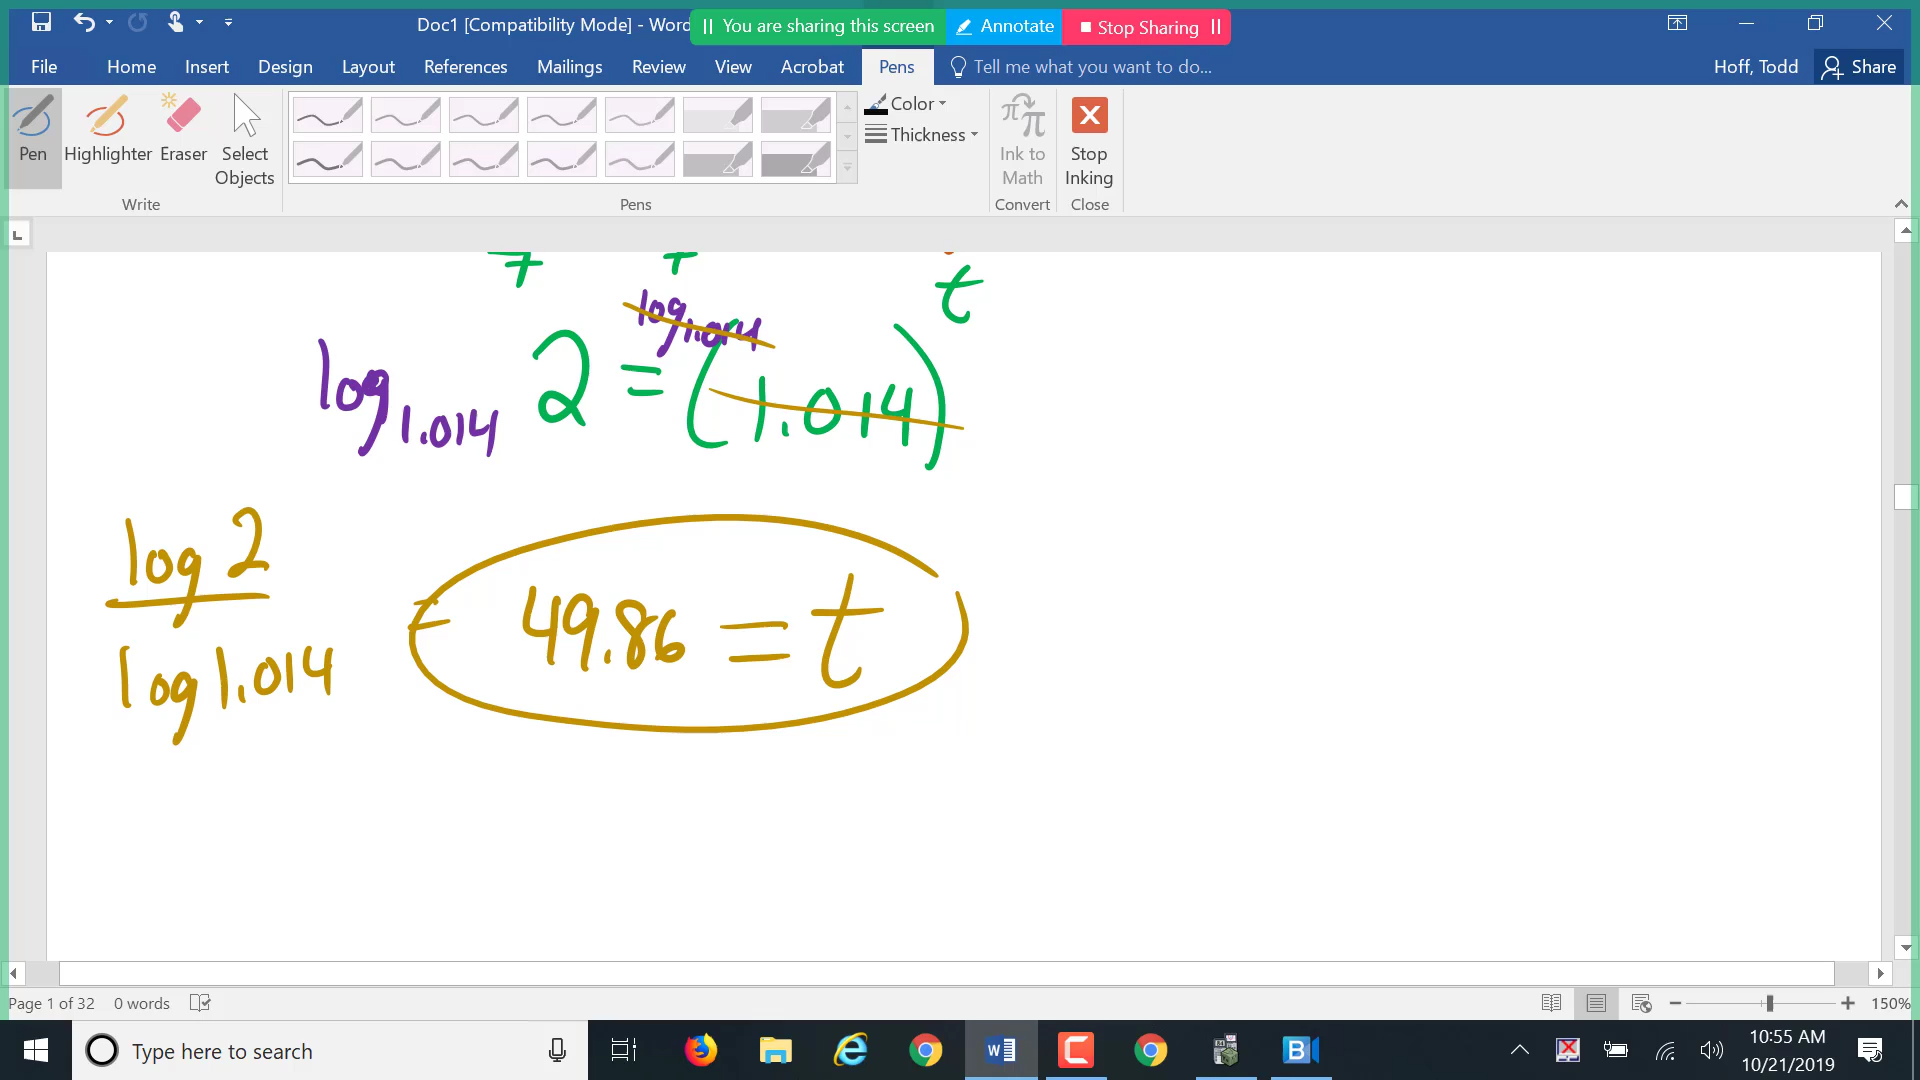 Doc1 [Compatibility Mode] - Word
You are sharing this screen
Annotate
Stop Sharing
File Home Insert Design Layout References Mailings Review View Acrobat Pens Tell me what you want to do... Hoff, Todd Share
Pen Highlighter Eraser Select Objects
Color
Thickness
Ink to Math
Stop Inking
Write Pens Convert Close
7 7 t
log1.014
log1.014 2 = (1.014)
log 2
log 1.014
= 49.86 = t
Page 1 of 32 0 words 150%
Type here to search
10:55 AM
10/21/2019